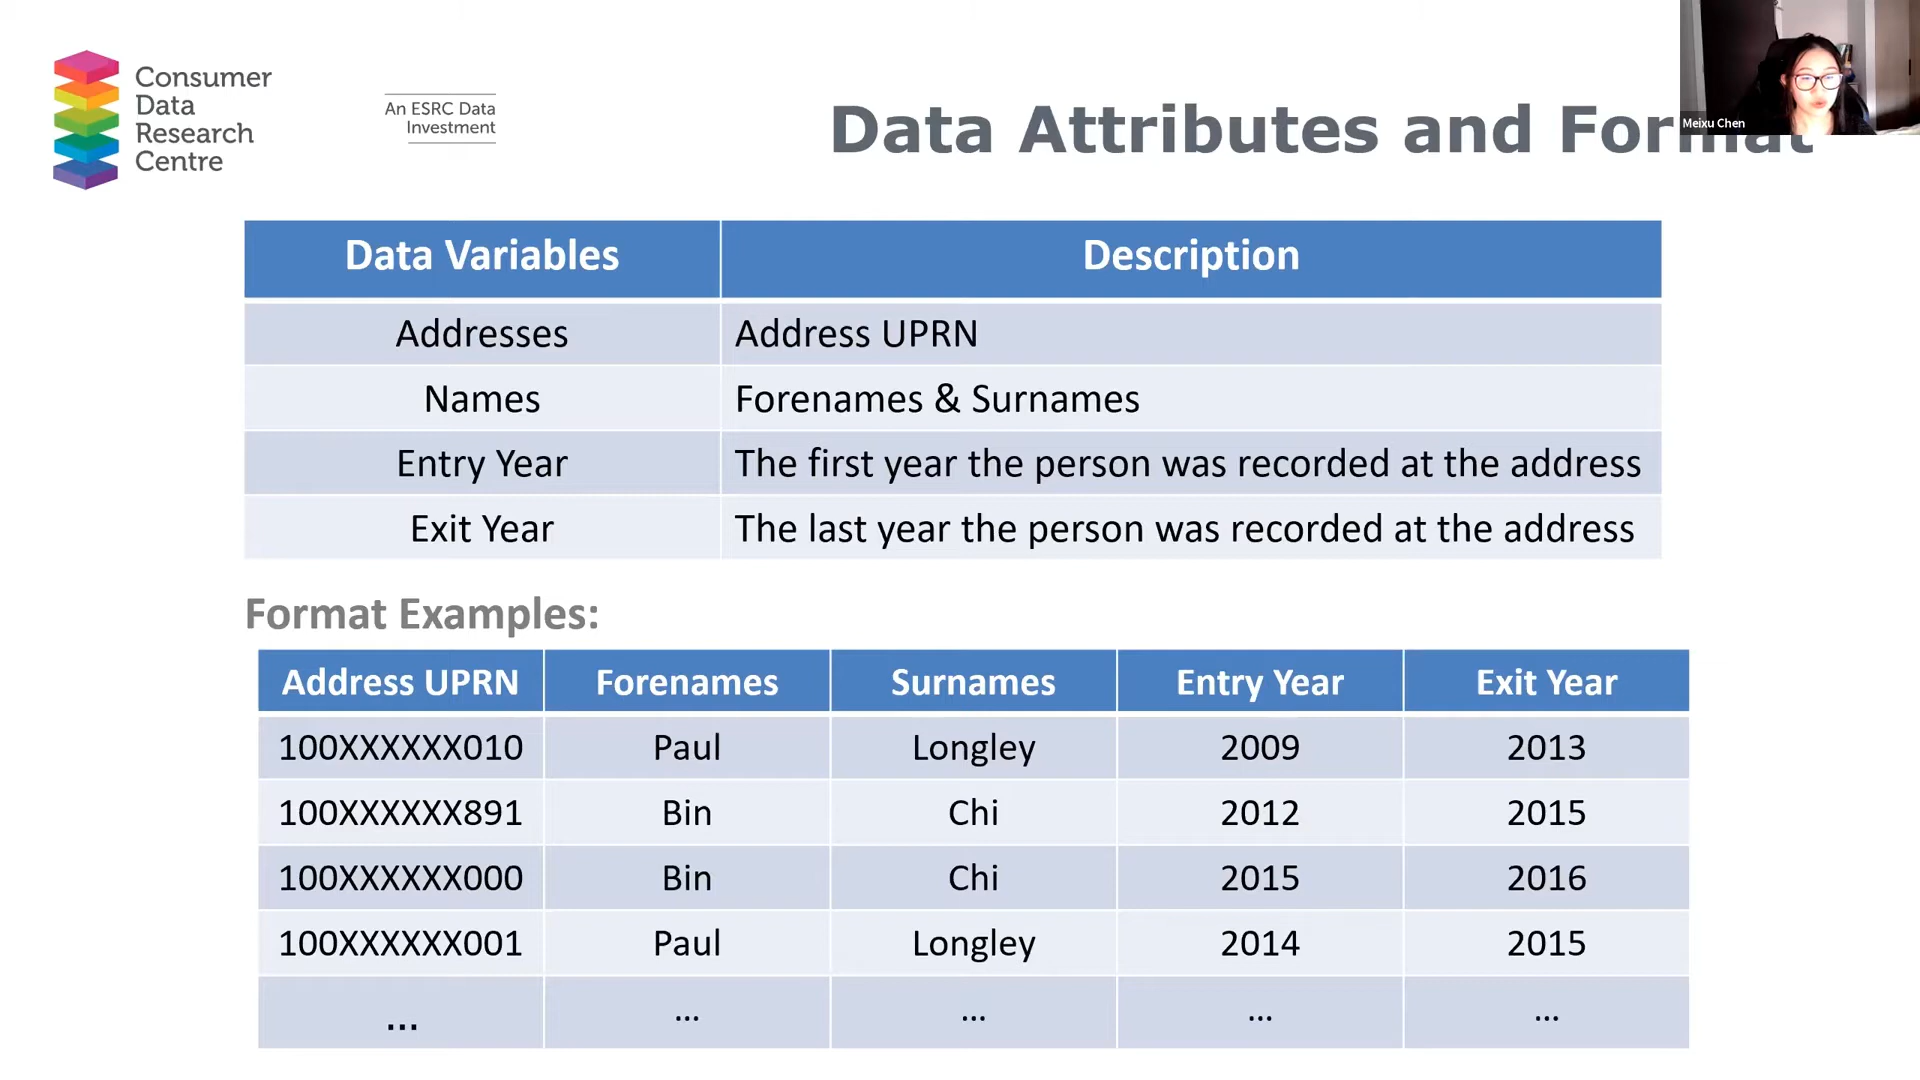 Consumer
Data
Research
Centre
An ESRC Data
Investment
Data Attributes and Format
Meixu Chen
Data Variables Description
Addresses Address UPRN
Names Forenames & Surnames
Entry Year The first year the person was recorded at the address
Exit Year The last year the person was recorded at the address
Format Examples:
Address UPRN Forenames Surnames Entry Year Exit Year
100XXXXXX010 Paul Longley 2009 2013
100XXXXXX891 Bin Chi 2012 2015
100XXXXXX000 Bin Chi 2015 2016
100XXXXXX001 Paul Longley 2014 2015
... ... ... ... ...